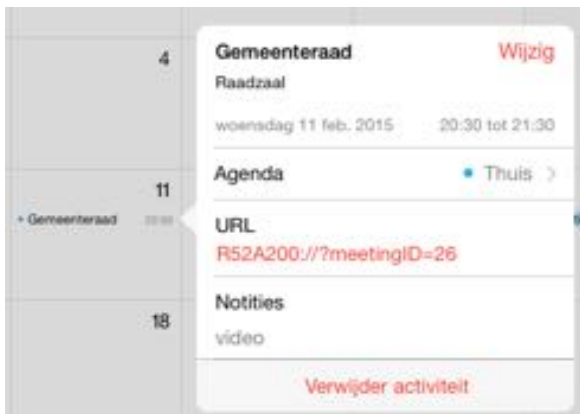 4
11
• Gemeenteraad
18
Gemeenteraad Wijzig
Raadzaal
woensdag 11 feb. 2015 20:30 tot 21:30
Agenda • Thuis >
URL
R52A200://?meetingID=26
Notities
video
Verwijder activiteit